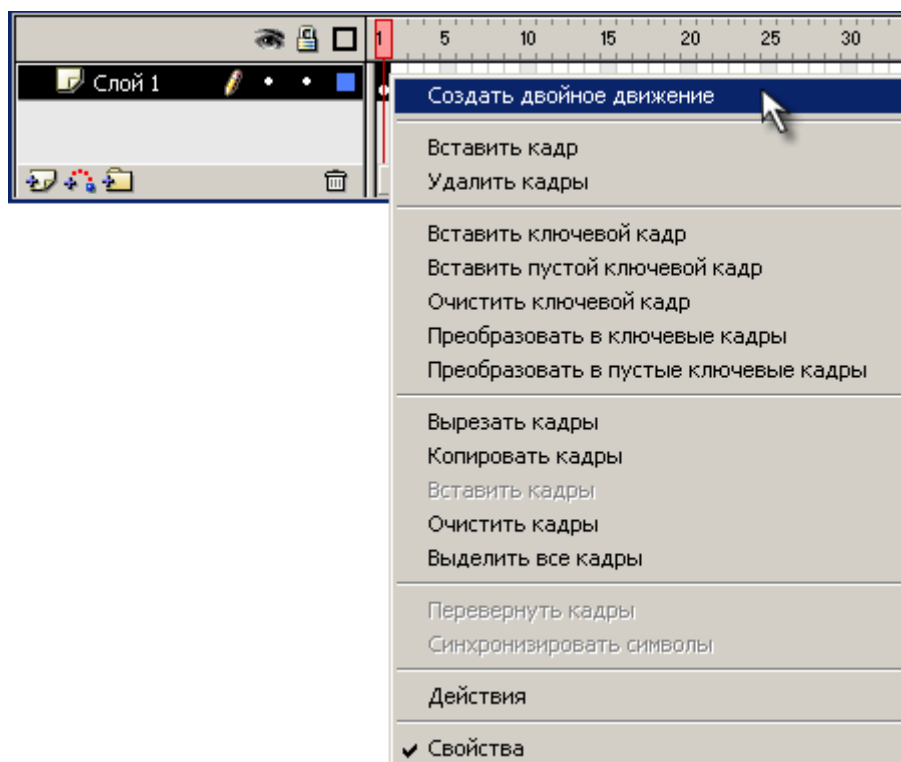 1 5 10 15 20 25 30
Слой 1
Создать двойное движение
Вставить кадр
Удалить кадры
Вставить ключевой кадр
Вставить пустой ключевой кадр
Очистить ключевой кадр
Преобразовать в ключевые кадры
Преобразовать в пустые ключевые кадры
Вырезать кадры
Копировать кадры
Вставить кадры
Очистить кадры
Выделить все кадры
Перевернуть кадры
Синхронизировать символы
Действия
Свойства